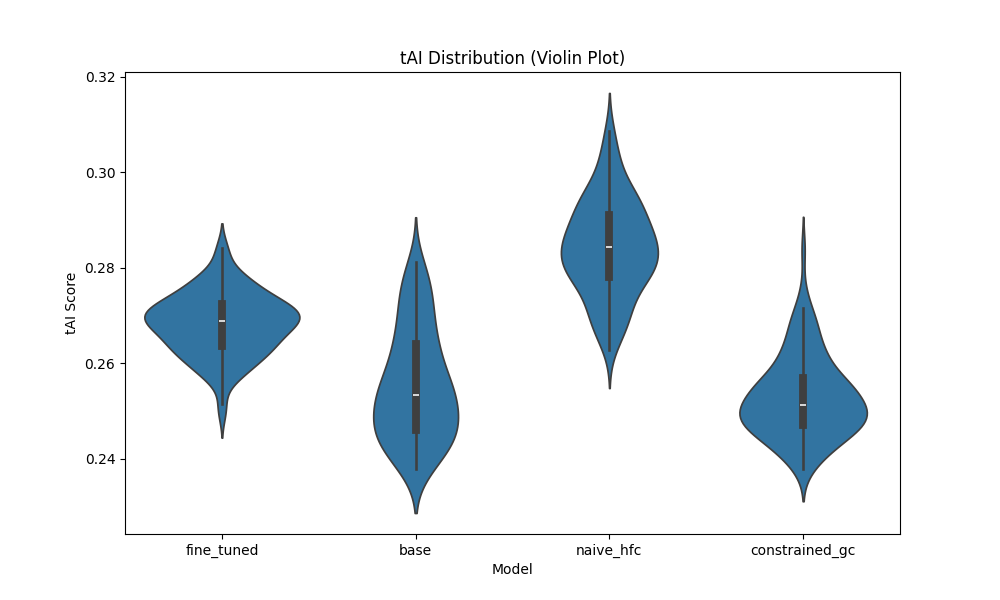 tAI Distribution (Violin Plot)
0.32
0.30
0.28
0.26
0.24
tAI Score
fine_tuned base naive_hfc constrained_gc
Model